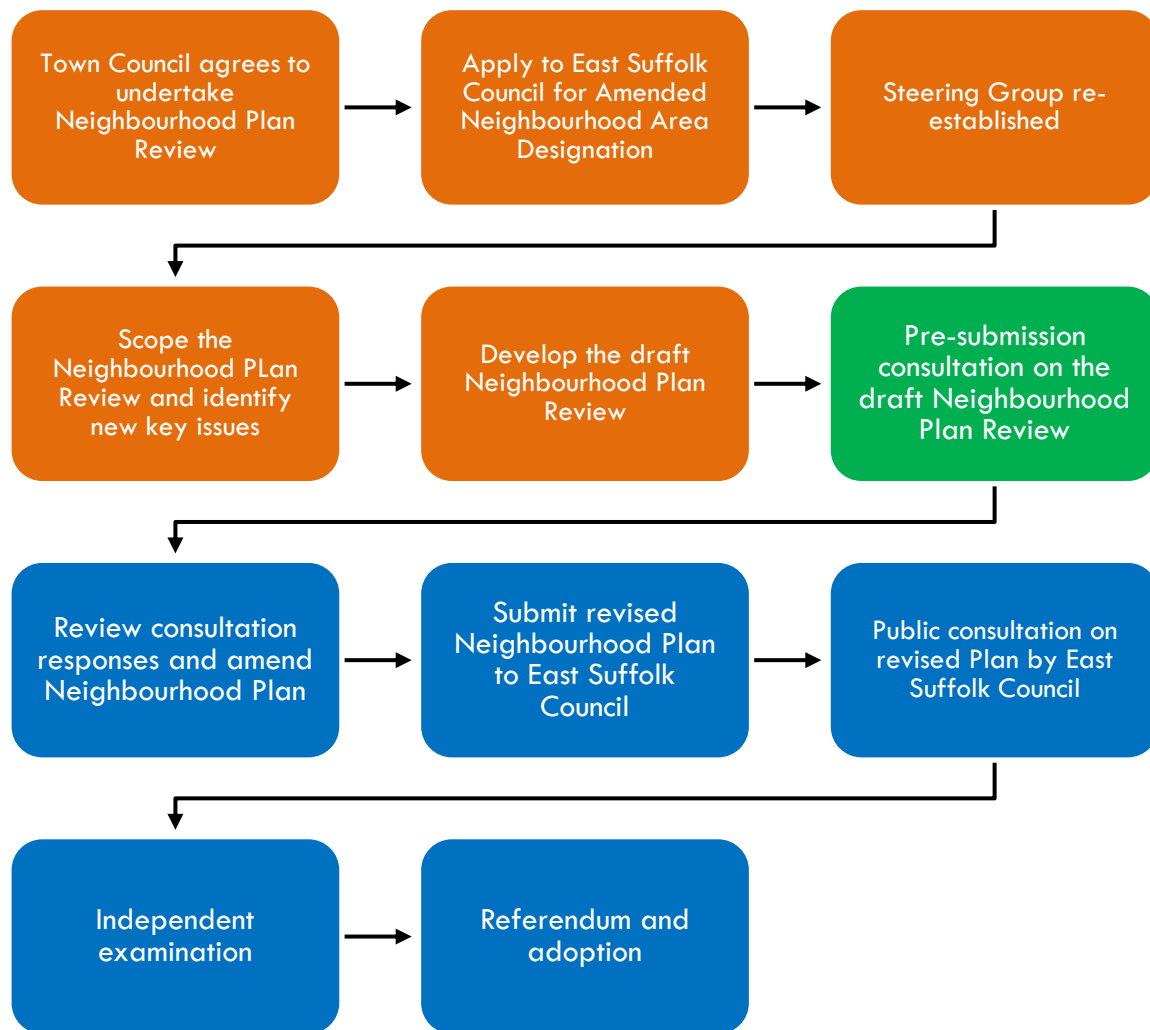 Town Council agrees to
undertake
Neighbourhood Plan
Review
Apply to East Suffolk
Council for Amended
Neighbourhood Area
Designation
Steering Group re-
established
Scope the
Neighbourhood PLan
Review and identify
new key issues
Develop the draft
Neighbourhood Plan
Review
Pre-submission
consultation on the
draft Neighbourhood
Plan Review
Review consultation
responses and amend
Neighbourhood Plan
Submit revised
Neighbourhood Plan
to East Suffolk
Council
Public consultation on
revised Plan by East
Suffolk Council
Independent
examination
Referendum and
adoption